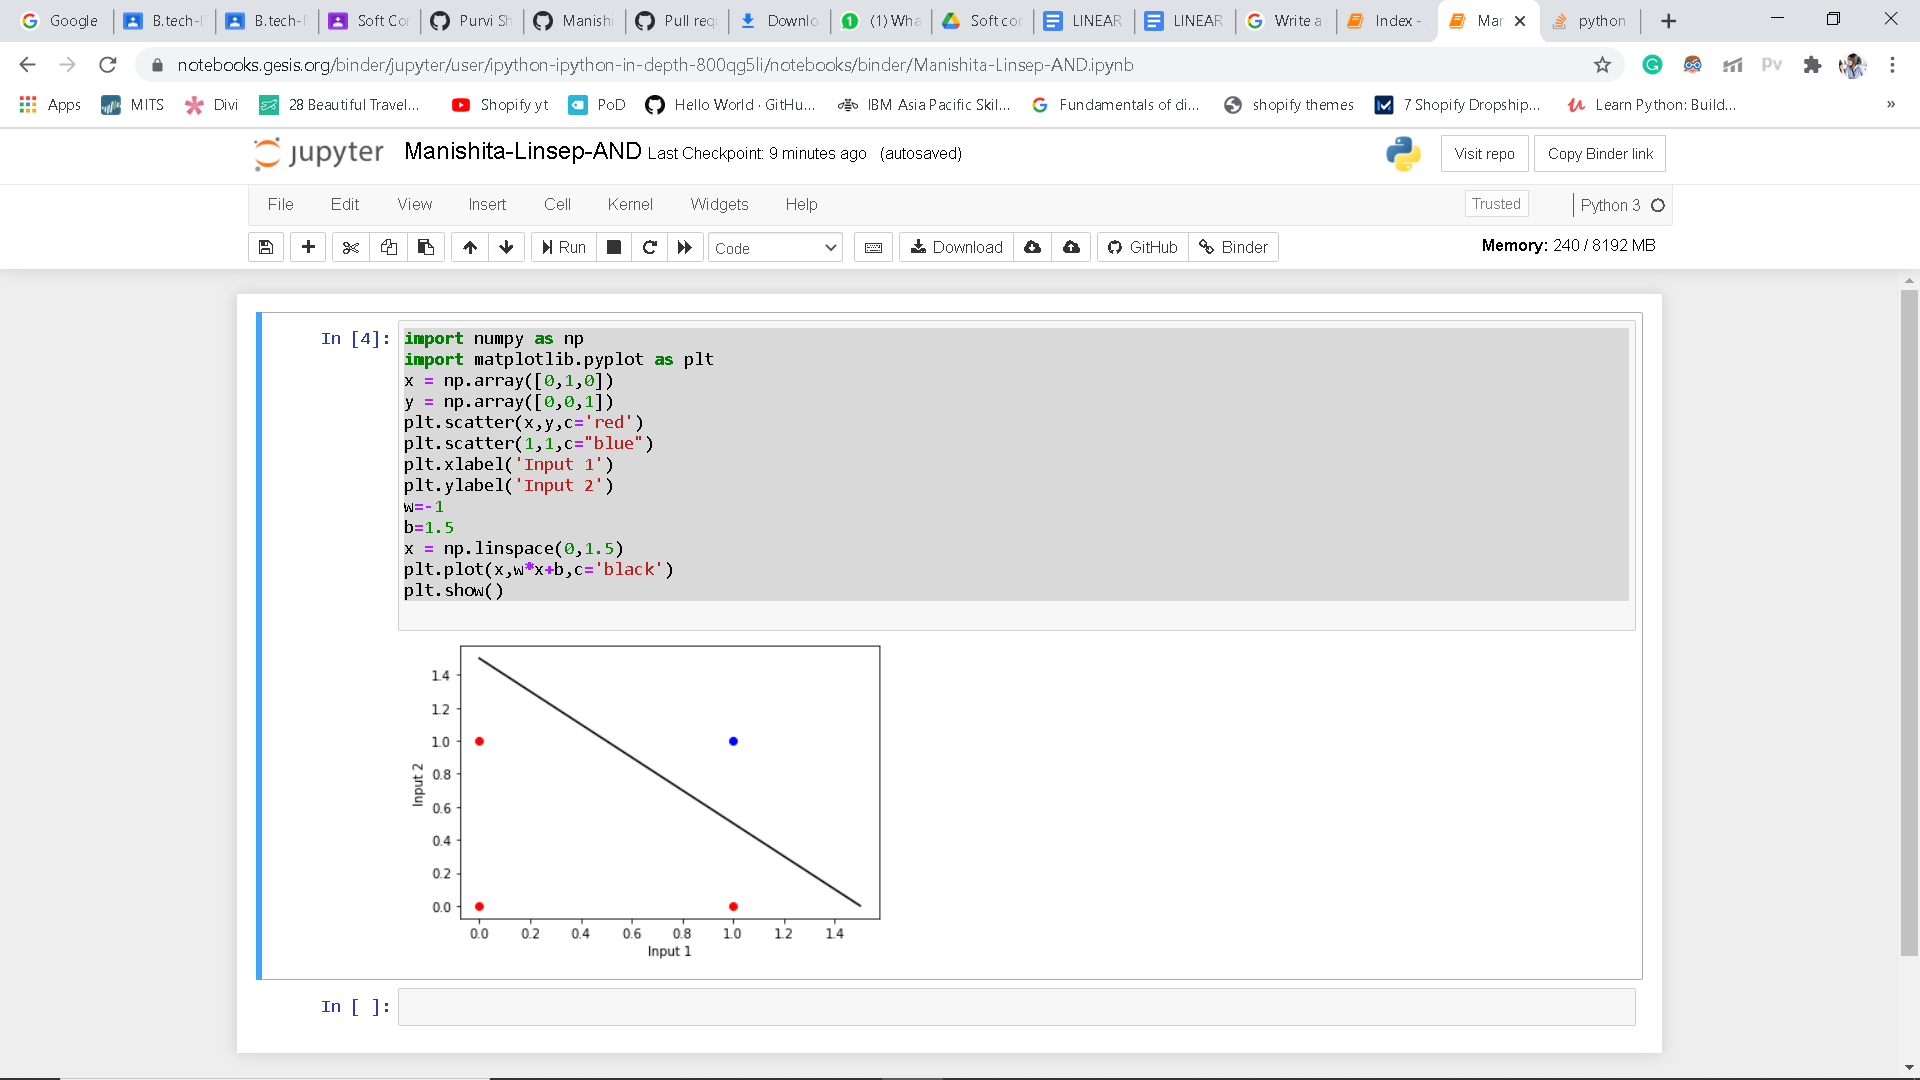 Google
B.tech-
B.tech-
Soft Co
Purvi Sh
Manishi
Pull req
Downlo
(1) Wha
Soft co
LINEAR
LINEAR
Write a
Index -
Mar
python
notebooks.gesis.org/binder/jupyter/user/ipython-ipython-in-depth-800qg5li/notebooks/binder/Manishita-Linsep-AND.ipynb
Apps
MITS
Divi
28 Beautiful Travel...
Shopify yt
PoD
Hello World · GitHu...
IBM Asia Pacific Skil...
Fundamentals of di...
shopify themes
7 Shopify Dropship...
Learn Python: Build...
»
jupyter Manishita-Linsep-AND Last Checkpoint: 9 minutes ago (autosaved)
Visit repo
Copy Binder link
File Edit View Insert Cell Kernel Widgets Help
Trusted
Python 3
Run
Code
Download
GitHub
Binder
Memory: 240 / 8192 MB
In [4]:
import numpy as np
import matplotlib.pyplot as plt
x = np.array([0,1,0])
y = np.array([0,0,1])
plt.scatter(x,y,c='red')
plt.scatter(1,1,c="blue")
plt.xlabel('Input 1')
plt.ylabel('Input 2')
w=-1
b=1.5
x = np.linspace(0,1.5)
plt.plot(x,w*x+b,c='black')
plt.show()
1.4
1.2
1.0
0.8
0.6
0.4
0.2
0.0
Input 2
0.0 0.2 0.4 0.6 0.8 1.0 1.2 1.4
Input 1
In [ ]: